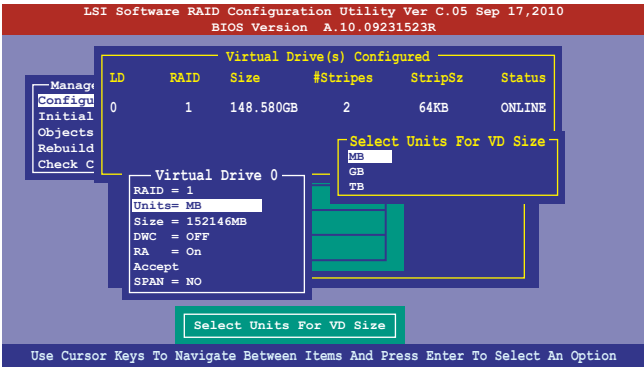 LSI Software RAID Configuration Utility Ver C.05 Sep 17,2010
BIOS Version A.10.09231523R
Virtual Drive(s) Configured
LD RAID Size #Stripes StripSz Status
0 1 148.580GB 2 64KB ONLINE
Manage
Configu
Initial
Objects
Rebuild
Check C
Select Units For VD Size
MB
GB
TB
Virtual Drive 0
RAID = 1
Units= MB
Size = 152146MB
DWC = OFF
RA = On
Accept
SPAN = NO
Select Units For VD Size
Use Cursor Keys To Navigate Between Items And Press Enter To Select An Option